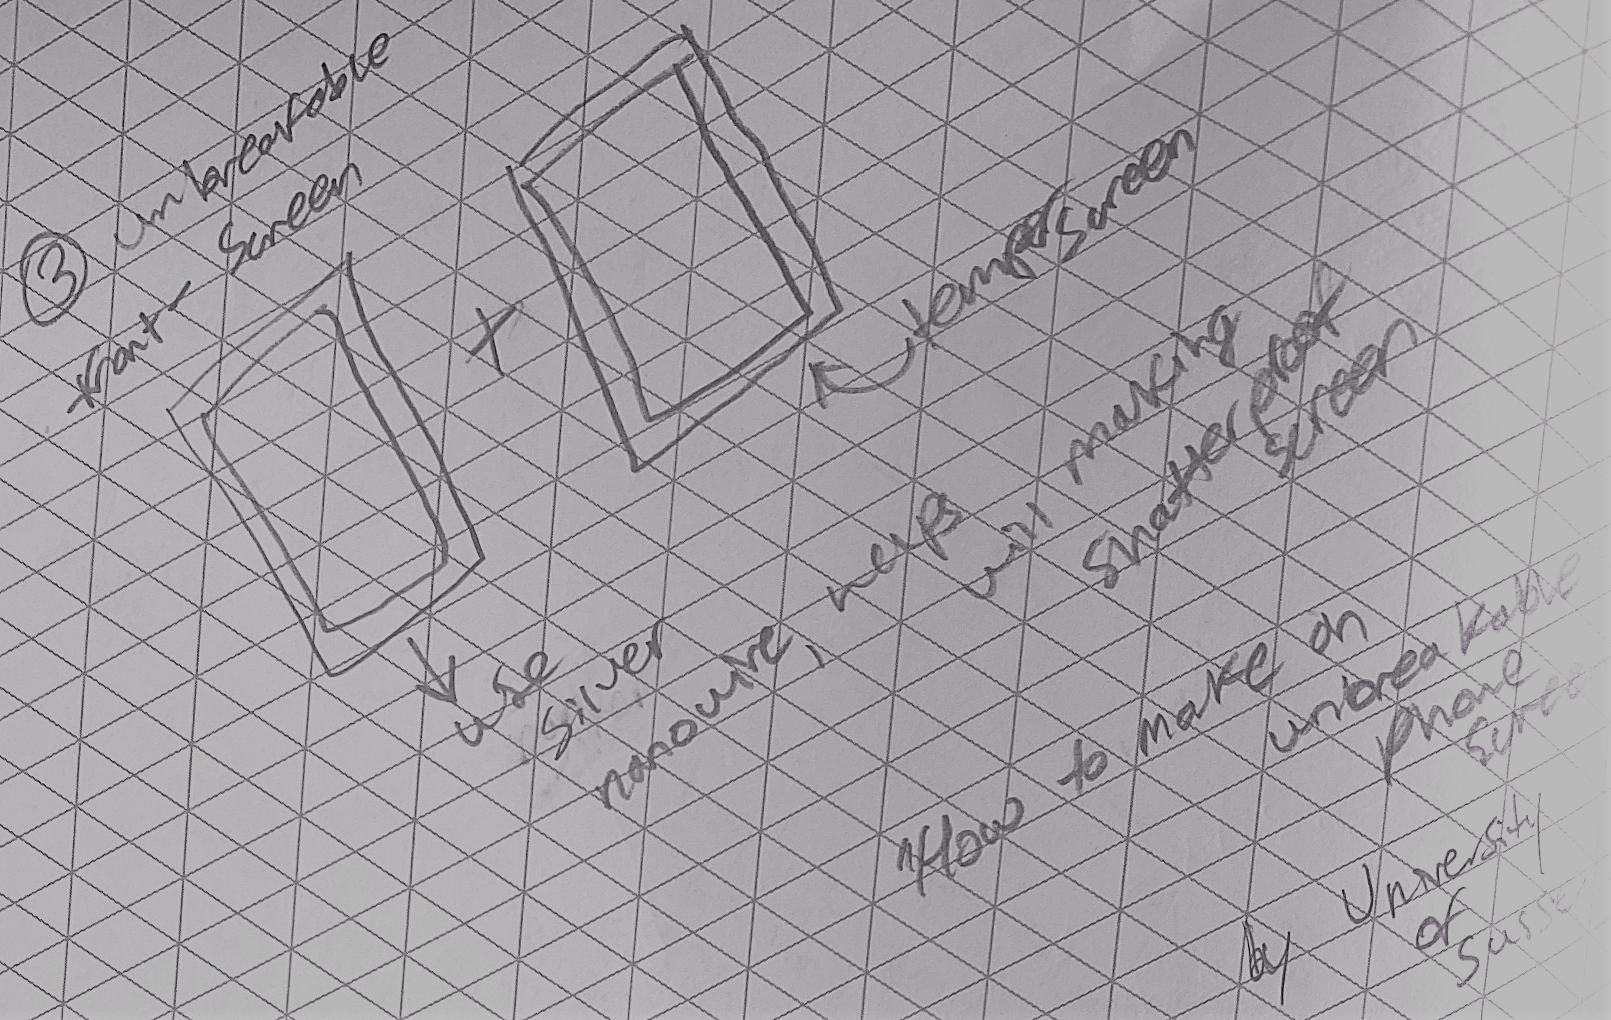 ③ unbreakable
Screen
front
+
temper screen
use
silver
nanowire, helps
will making
shatterproof
screen
"How to make an
unbreakable
phone
screen
by University
of
Susse